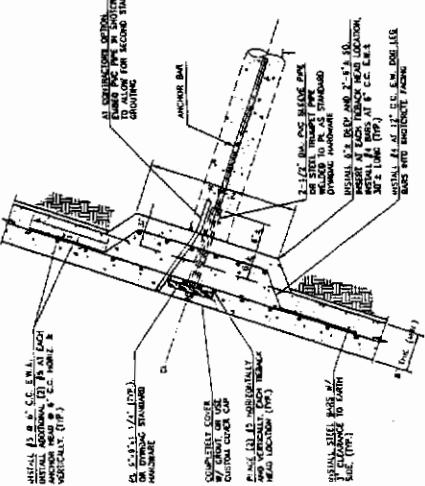 AT CONTRACTORS OPTION,
EMBED PVC PIPE IN SHOTCRETE
TO ALLOW FOR SECOND STAGE
GROUTING
ANCHOR BAR
2-1/2" DIA. PVC SLEEVE PIPE
OR STEEL TRUMPET PIPE
WELDED TO PL AS STANDARD
DYWIDAG HARDWARE
INSTALL 6"± DEEP AND 2'-6"± SQ.
INSERT AT EACH TIEBACK HEAD LOCATION,
INSTALL #4 BARS AT 6" C.C. E.W.±
30"± LONG (TYP.)
INSTALL #4 AT 12" C.C. E.W. DOG LEG
BARS INTO SHOTCRETE FACING
INSTALL #5 @ 6" C.C. E.W.&
INSTALL ADDITIONAL (2) #5 AT EACH
ANCHOR HEAD @ 6" C.C. HORIZ. &
VERTICALLY. (TYP.)
OR DYWIDAG STANDARD
HARDWARE
COMPLETELY COVER
W/ GROUT, OR USE
CUSTOM COVER CAP
PLACE (2) #5 HORIZONTALLY
AND VERTICALLY, EACH TIEBACK
HEAD LOCATION (TYP.)
INSTALL STEEL BARS W/
3" CLEARANCE TO EARTH
SIDE, (TYP.)